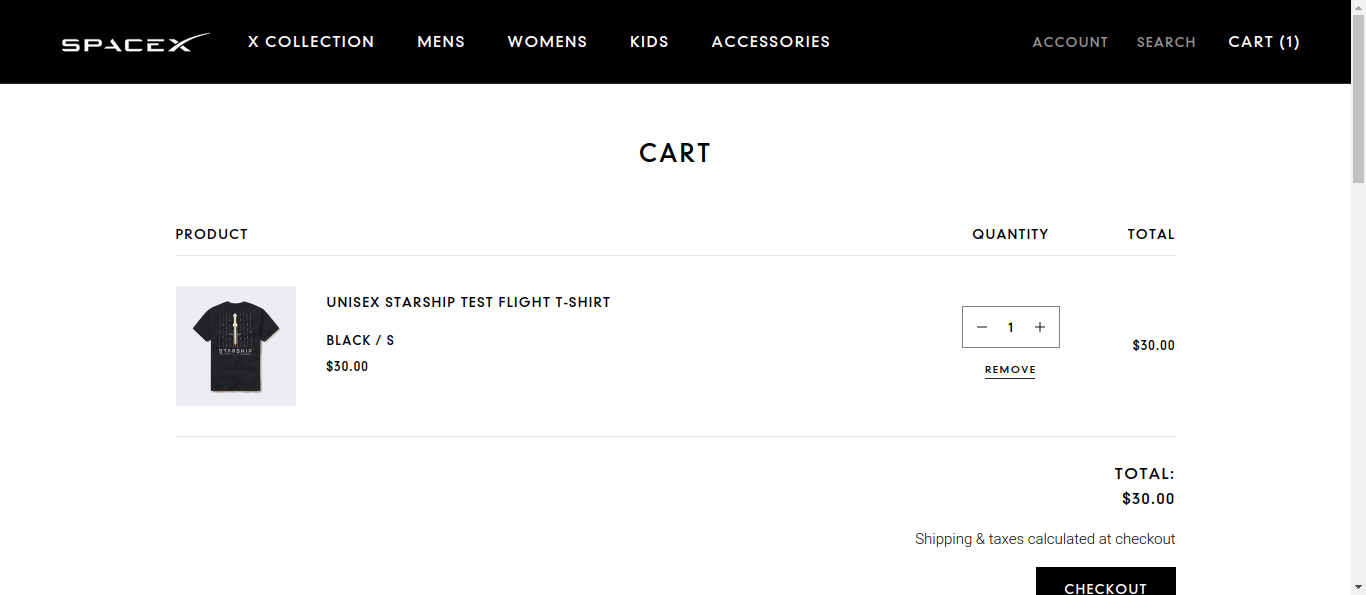 SPACEX X COLLECTION MENS WOMENS KIDS ACCESSORIES ACCOUNT SEARCH CART (1)
CART
PRODUCT QUANTITY TOTAL
UNISEX STARSHIP TEST FLIGHT T-SHIRT
BLACK / S
$30.00
STARSHIP
1
REMOVE
$30.00
TOTAL:
$30.00
Shipping & taxes calculated at checkout
CHECKOUT